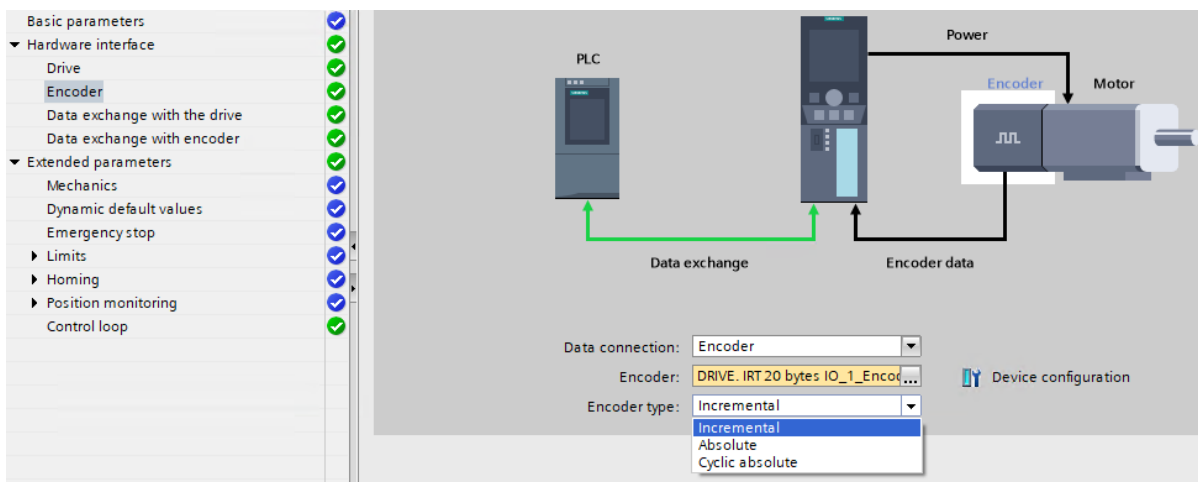 Basic parameters
Hardware interface
Drive
Encoder
Data exchange with the drive
Data exchange with encoder
Extended parameters
Mechanics
Dynamic default values
Emergency stop
Limits
Homing
Position monitoring
Control loop
PLC
Power
Encoder
Motor
Data exchange
Encoder data
Data connection: Encoder
Encoder: DRIVE. IRT 20 bytes IO_1_Encod ... Device configuration
Encoder type: Incremental
Incremental
Absolute
Cyclic absolute